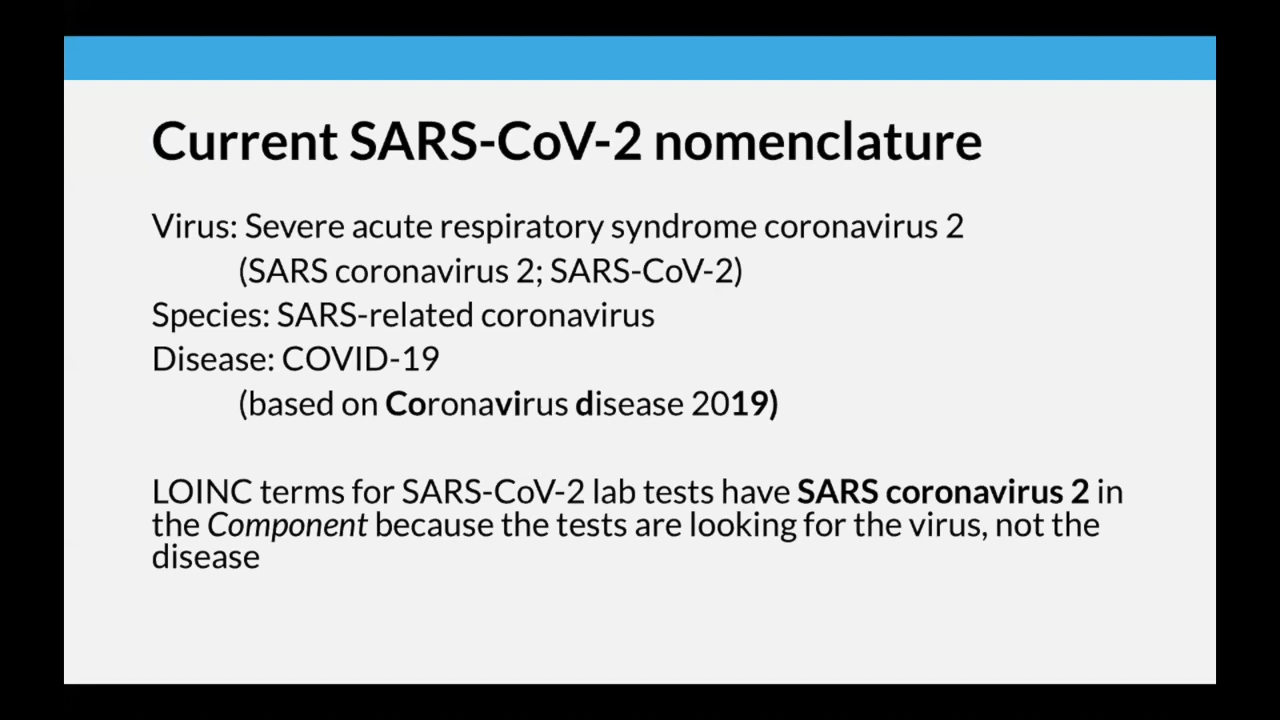 Current SARS-CoV-2 nomenclature
Virus: Severe acute respiratory syndrome coronavirus 2
(SARS coronavirus 2; SARS-CoV-2)
Species: SARS-related coronavirus
Disease: COVID-19
(based on Coronavirus disease 2019)
LOINC terms for SARS-CoV-2 lab tests have SARS coronavirus 2 in
the Component because the tests are looking for the virus, not the
disease